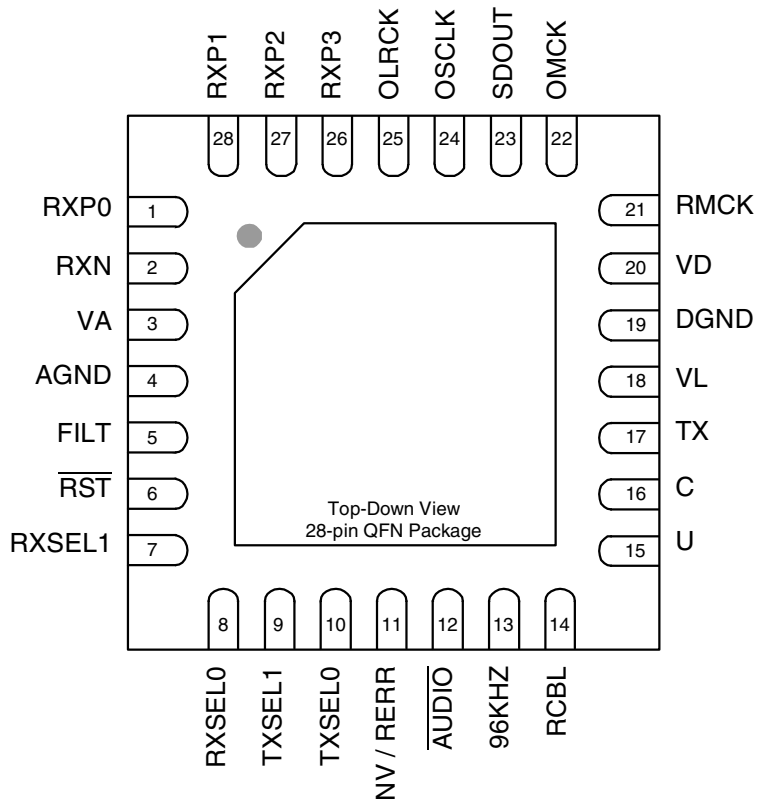 RXP1
RXP2
RXP3
OLRCK
OSCLK
SDOUT
OMCK
28
27
26
25
24
23
22
RXP0 1
RXN 2
VA 3
AGND 4
FILT 5
RST 6
RXSEL1 7
21 RMCK
20 VD
19 DGND
18 VL
17 TX
16 C
15 U
Top-Down View
28-pin QFN Package
8
9
10
11
12
13
14
RXSEL0
TXSEL1
TXSEL0
NV / RERR
AUDIO
96KHZ
RCBL